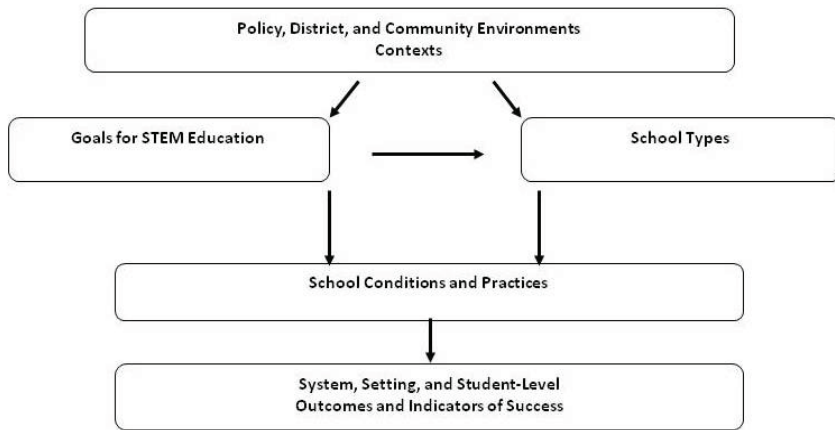 Policy, District, and Community Environments
Contexts
Goals for STEM Education
School Types
School Conditions and Practices
System, Setting, and Student-Level
Outcomes and Indicators of Success